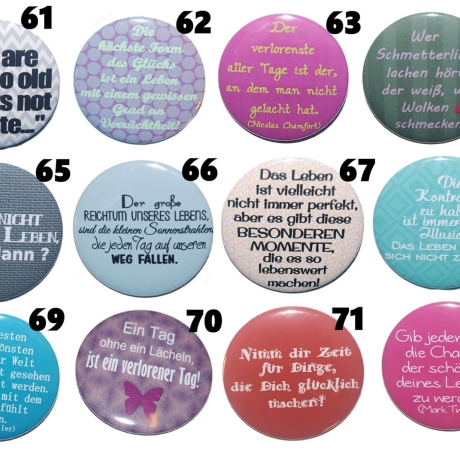 61
are
o old
s not
te..."
62
Die
höchste Form
des Glücks
ist ein Leben
mit einem gewissen
Grad an
Verrücktheit!
63
Der
verlorenste
aller Tage ist der,
an dem man nicht
gelacht hat.
(Nicolas Chamfort)
Wer
Schmetterlin
lachen hör
der weiß, w
Wolken
schmecken
65
NICHT
LEBEN,
ann ?
66
Der große
REICHTUM UNSERES LEBENS,
sind die kleinen Sonnenstrahlen,
die jeden Tag auf unseren
WEG FALLEN.
67
Das Leben
ist vielleicht
nicht immer perfekt,
aber es gibt diese
BESONDEREN
MOMENTE,
die es so
lebenswert
machen!
Die
Kontro
zu hab
ist immer
Illusi
DAS LEBEN
SICH NICHT Z
69
esten
önsten
r Welt
t gesehen
t werden.
mit dem
fühlt
n.
ler)
70
Ein Tag
ohne ein Lächeln,
ist ein verlorener Tag!
71
Nimm dir Zeit
für Dinge,
die Dich glücklich
machen!
Gib jedem
die Cha
der schö
deines Le
zu wer
(Mark Tw